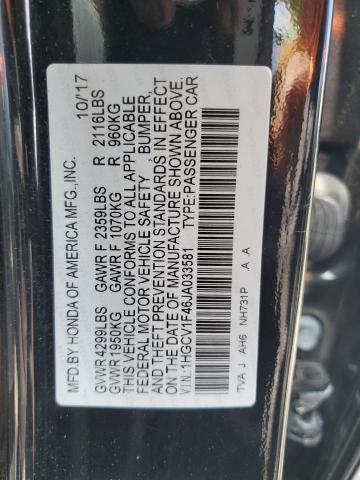 MFD.BY HONDA OF AMERICA MFG.,INC. 10/17
GVWR 4299LBS GAWR F 2359LBS R 2116LBS
GVWR 1950KG GAWR F 1070KG R 960KG
THIS VEHICLE CONFORMS TO ALL APPLICABLE
FEDERAL MOTOR VEHICLE SAFETY , BUMPER,
AND THEFT PREVENTION STANDARDS IN EFFECT
ON THE DATE OF MANUFACTURE SHOWN ABOVE.
V.I.N.:1HGCV1F46JA033581 TYPE:PASSENGER CAR
TVA J AH6 NH731P A A